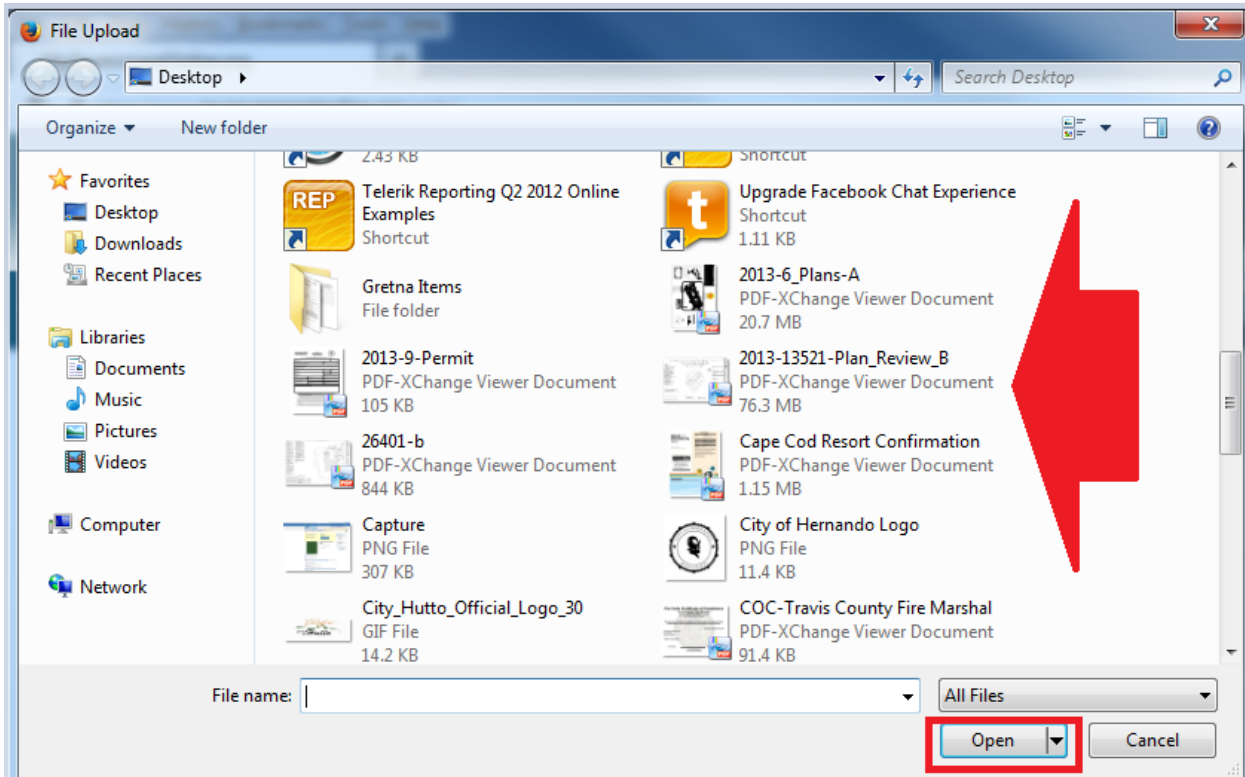 File Upload
Desktop
Search Desktop
Organize
New folder
Favorites
Desktop
Downloads
Recent Places
Libraries
Documents
Music
Pictures
Videos
Computer
Network
2.43 KB
Shortcut
REP
Telerik Reporting Q2 2012 Online
Examples
Shortcut
t
Upgrade Facebook Chat Experience
Shortcut
1.11 KB
Gretna Items
File folder
2013-6_Plans-A
PDF-XChange Viewer Document
20.7 MB
2013-9-Permit
PDF-XChange Viewer Document
105 KB
2013-13521-Plan_Review_B
PDF-XChange Viewer Document
76.3 MB
26401-b
PDF-XChange Viewer Document
844 KB
Cape Cod Resort Confirmation
PDF-XChange Viewer Document
1.15 MB
Capture
PNG File
307 KB
City of Hernando Logo
PNG File
11.4 KB
City_Hutto_Official_Logo_30
GIF File
14.2 KB
COC-Travis County Fire Marshal
PDF-XChange Viewer Document
91.4 KB
File name:
All Files
Open
Cancel